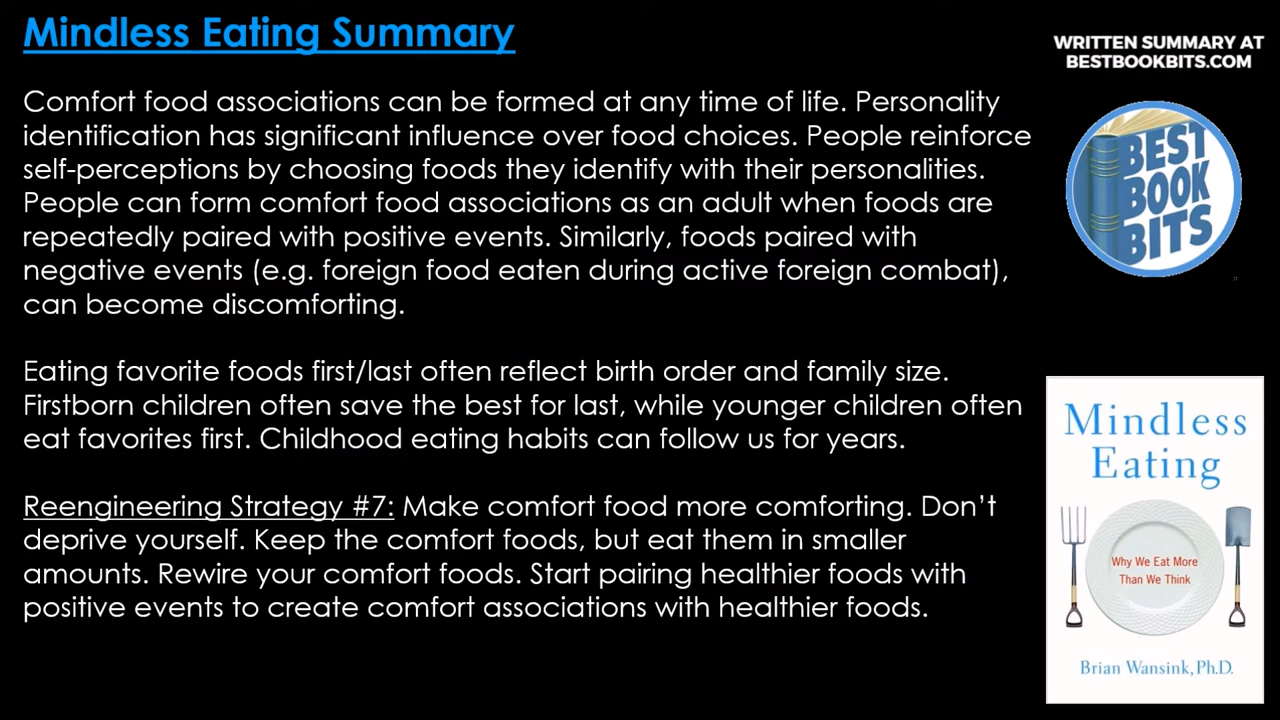 Mindless Eating Summary
WRITTEN SUMMARY AT
BESTBOOKBITS.COM
Comfort food associations can be formed at any time of life. Personality
identification has significant influence over food choices. People reinforce
self-perceptions by choosing foods they identify with their personalities.
People can form comfort food associations as an adult when foods are
repeatedly paired with positive events. Similarly, foods paired with
negative events (e.g. foreign food eaten during active foreign combat),
can become discomforting.
BEST
BOOK
BITS
Eating favorite foods first/last often reflect birth order and family size.
Firstborn children often save the best for last, while younger children often
eat favorites first. Childhood eating habits can follow us for years.
Reengineering Strategy #7: Make comfort food more comforting. Don't
deprive yourself. Keep the comfort foods, but eat them in smaller
amounts. Rewire your comfort foods. Start pairing healthier foods with
positive events to create comfort associations with healthier foods.
Mindless
Eating
Why We Eat More
Than We Think
Brian Wansink, Ph.D.